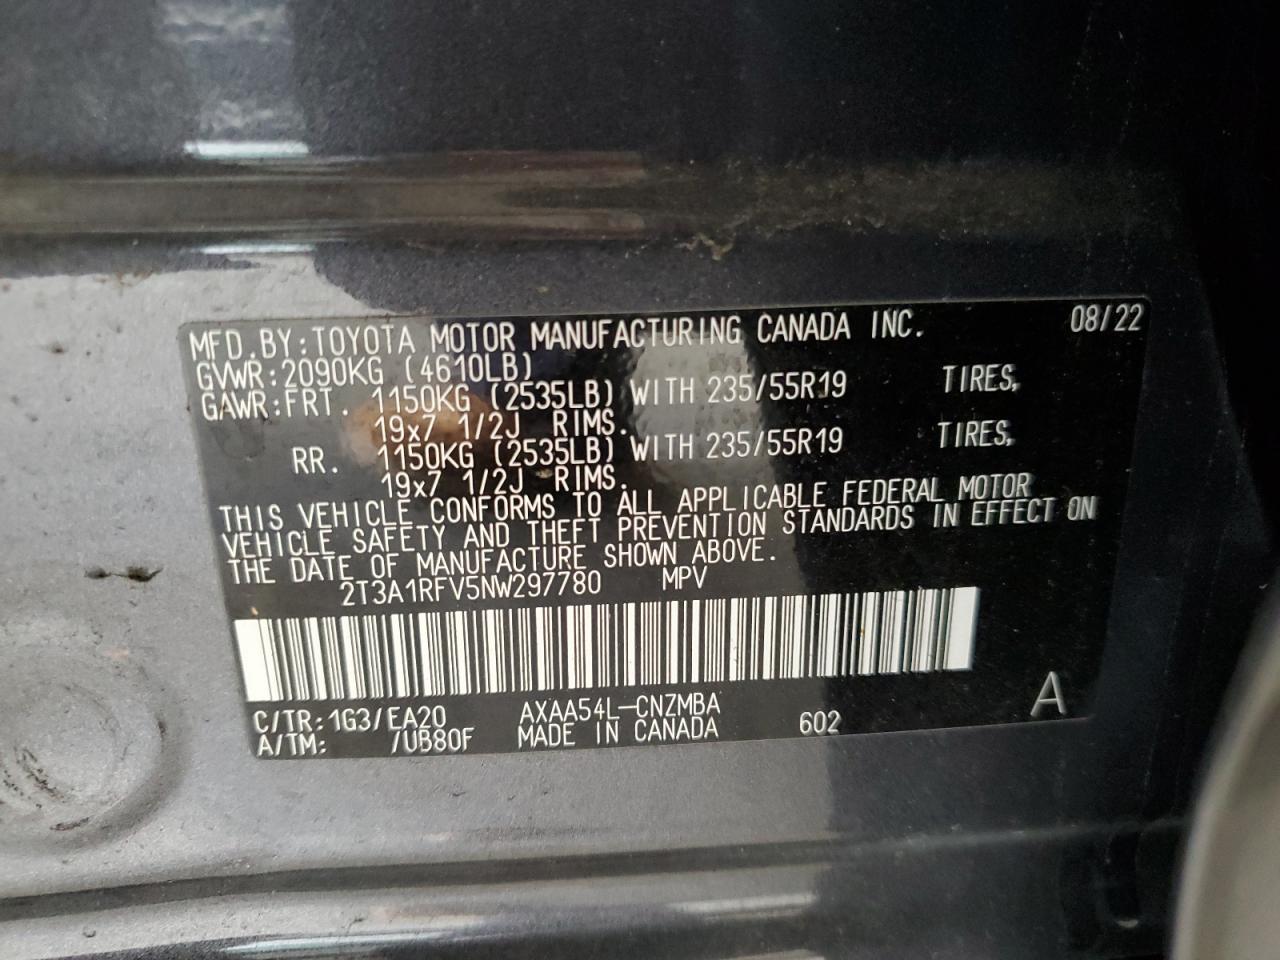 MFD.BY:TOYOTA MOTOR MANUFACTURING CANADA INC. 08/22
GVWR:2090KG (4610LB)
GAWR:FRT. 1150KG (2535LB) WITH 235/55R19 TIRES,
19x7 1/2J RIMS.
RR. 1150KG (2535LB) WITH 235/55R19 TIRES,
19x7 1/2J RIMS.
THIS VEHICLE CONFORMS TO ALL APPLICABLE FEDERAL MOTOR
VEHICLE SAFETY AND THEFT PREVENTION STANDARDS IN EFFECT ON
THE DATE OF MANUFACTURE SHOWN ABOVE.
2T3A1RFV5NW297780 MPV
C/TR:1G3/EA20 AXAA54L-CNZMBA 602 A
A/TM: /UB80F MADE IN CANADA